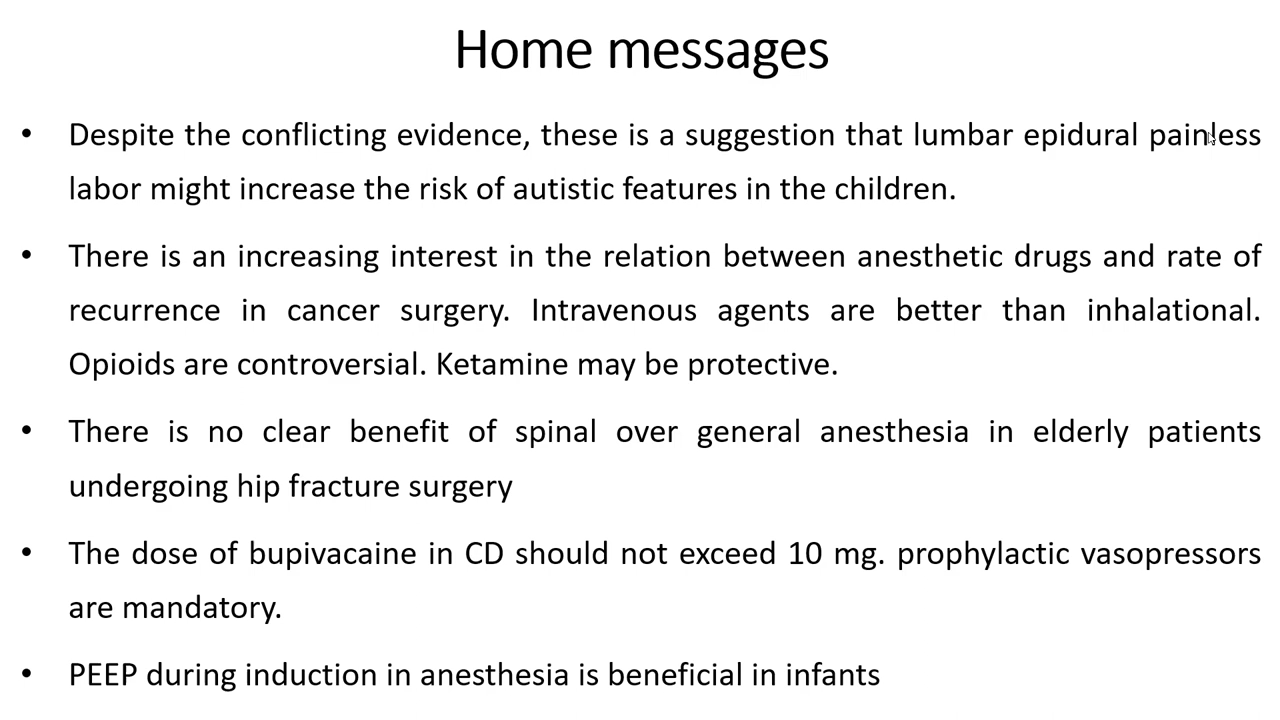 Home messages
• Despite the conflicting evidence, these is a suggestion that lumbar epidural painless
labor might increase the risk of autistic features in the children.
• There is an increasing interest in the relation between anesthetic drugs and rate of
recurrence in cancer surgery. Intravenous agents are better than inhalational.
Opioids are controversial. Ketamine may be protective.
• There is no clear benefit of spinal over general anesthesia in elderly patients
undergoing hip fracture surgery
• The dose of bupivacaine in CD should not exceed 10 mg. prophylactic vasopressors
are mandatory.
• PEEP during induction in anesthesia is beneficial in infants